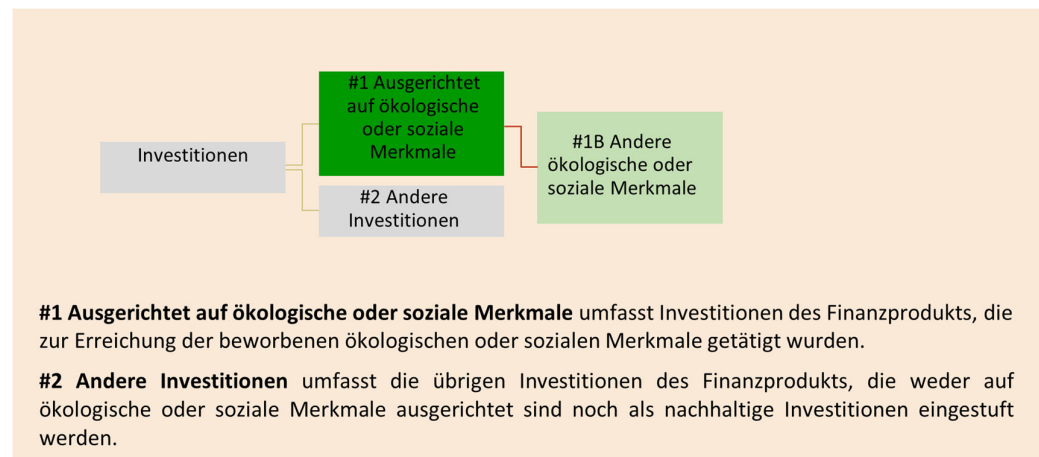 #1 Ausgerichtet
auf ökologische
oder soziale
Merkmale
Investitionen
#1B Andere
ökologische oder
soziale Merkmale
#2 Andere
Investitionen
#1 Ausgerichtet auf ökologische oder soziale Merkmale umfasst Investitionen des Finanzprodukts, die
zur Erreichung der beworbenen ökologischen oder sozialen Merkmale getätigt wurden.
#2 Andere Investitionen umfasst die übrigen Investitionen des Finanzprodukts, die weder auf
ökologische oder soziale Merkmale ausgerichtet sind noch als nachhaltige Investitionen eingestuft
werden.